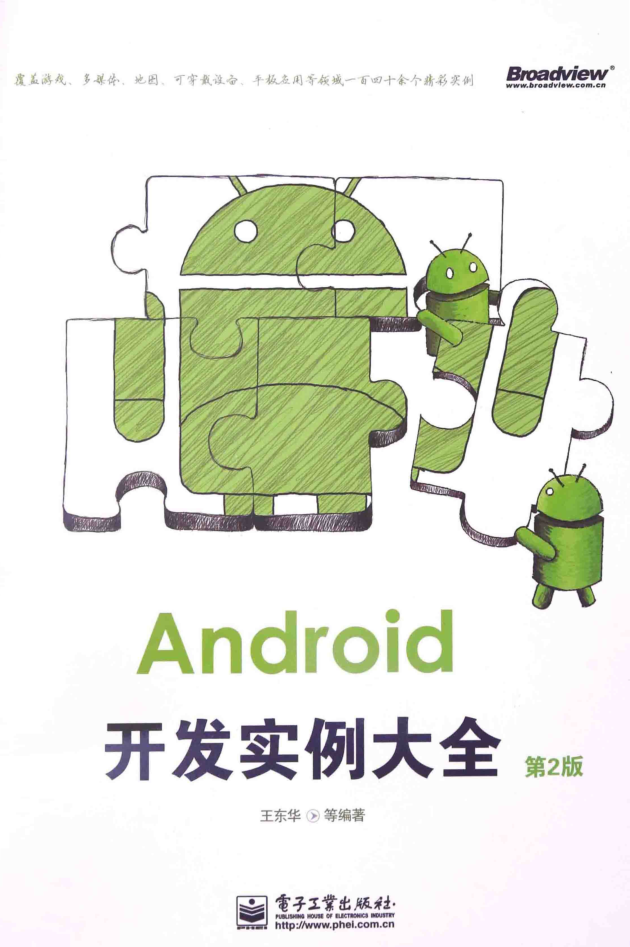 覆盖游戏、多媒体、地图、可穿戴设备、平板应用等领域一百四十余个精彩实例
Broadview®
www.broadview.com.cn
Android
开发实例大全 第2版
王东华 等编著
電子工業出版社·
PUBLISHING HOUSE OF ELECTRONICS INDUSTRY
http://www.phei.com.cn
PHEI